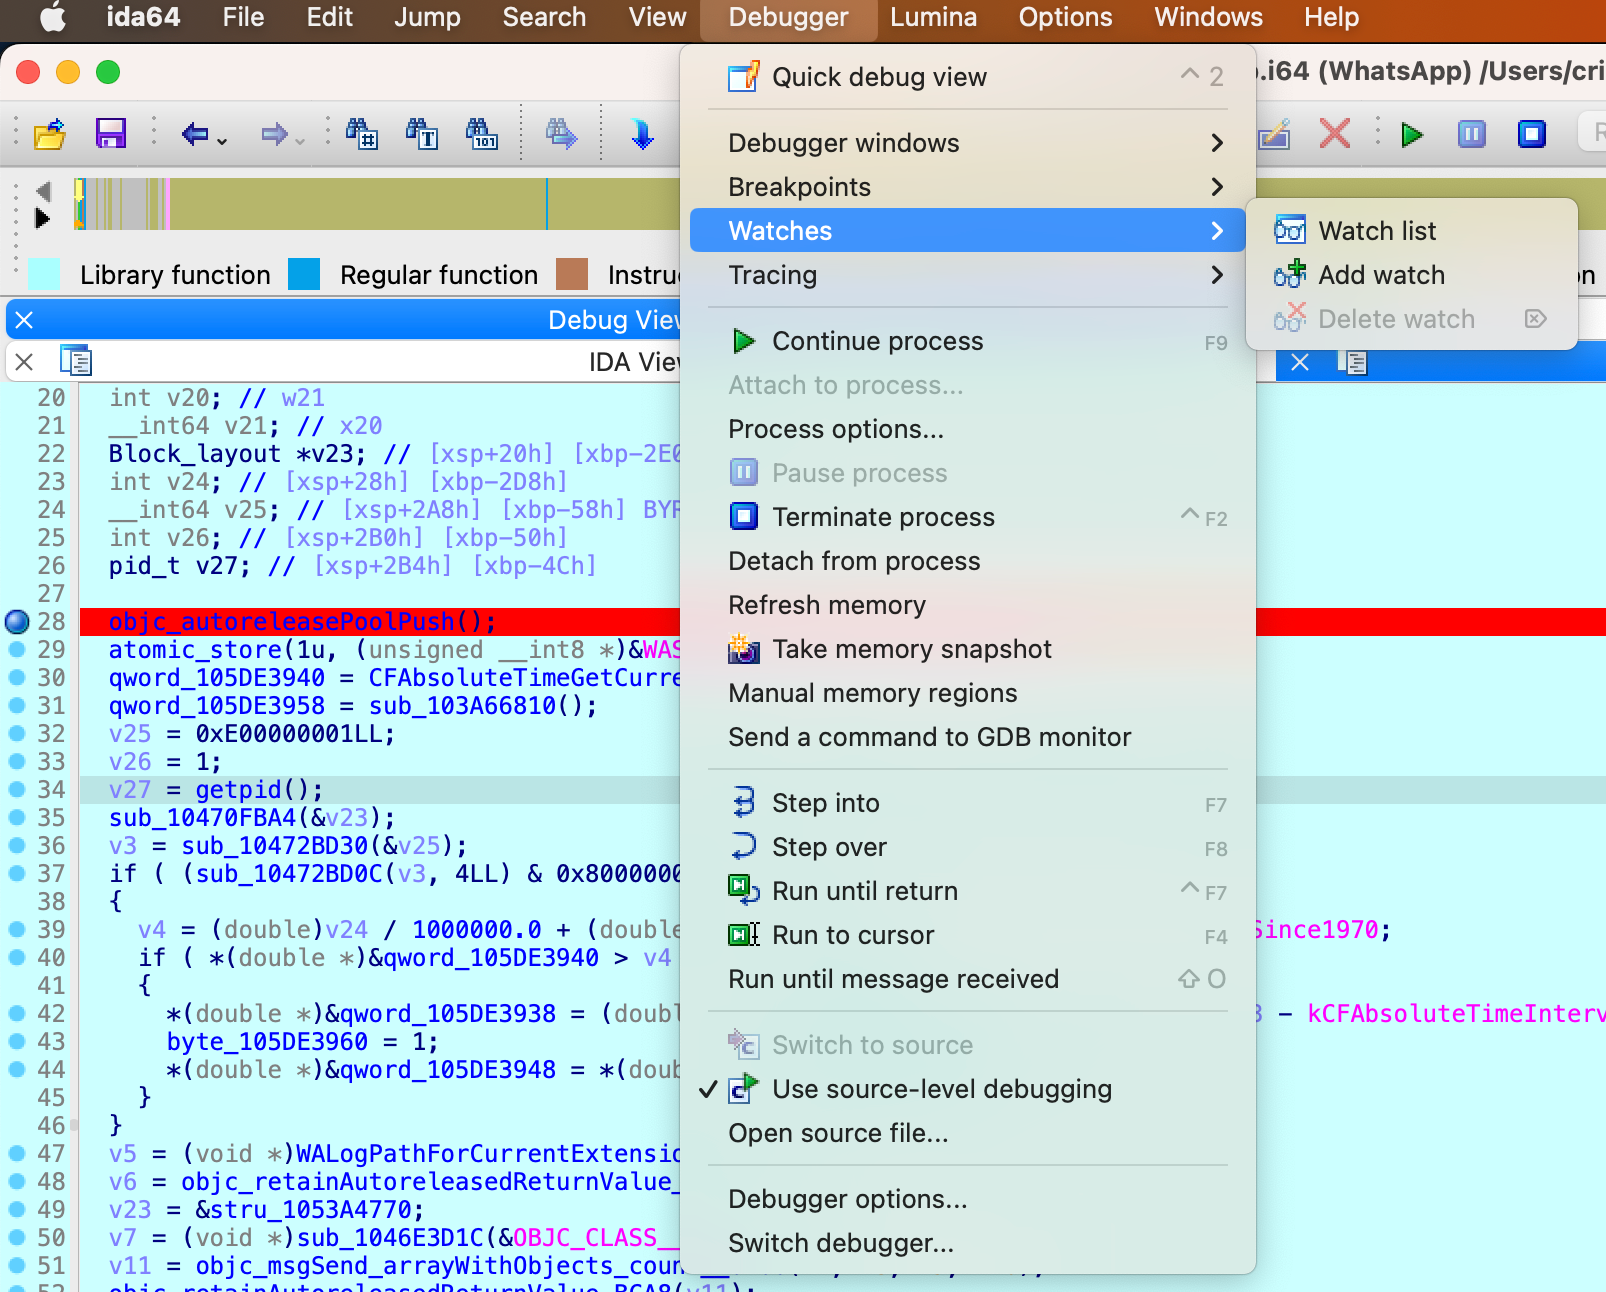 ida64 File Edit Jump Search View Debugger Lumina Options Windows Help
.i64 (WhatsApp) /Users/cri
Quick debug view ^ 2
Debugger windows
Breakpoints
Watches
Tracing
Watch list
Add watch
Delete watch
Library function Regular function
Debug
IDA
Continue process F9
Attach to process...
Process options...
Pause process
Terminate process ^ F2
Detach from process
Refresh memory
Take memory snapshot
Manual memory regions
Send a command to GDB monitor
Step into F7
Step over F8
Run until return ^ F7
Run to cursor F4
Run until message received ⇧ O
Switch to source
✓ Use source-level debugging
Open source file...
Debugger options...
Switch debugger...
20 int v20; // w21
21 __int64 v21; // x20
22 Block_layout *v23; // [xsp+20h] [xbp-2E0
23 int v24; // [xsp+28h] [xbp-2D8h]
24 __int64 v25; // [xsp+2A8h] [xbp-58h] BYR
25 int v26; // [xsp+2B0h] [xbp-50h]
26 pid_t v27; // [xsp+2B4h] [xbp-4Ch]
27
28 objc_autoreleasePoolPush();
29 atomic_store(1u, (unsigned __int8 *)&WAS
30 qword_105DE3940 = CFAbsoluteTimeGetCurre
31 qword_105DE3958 = sub_103A66810();
32 v25 = 0xE00000001LL;
33 v26 = 1;
34 v27 = getpid();
35 sub_10470FBA4(&v23);
36 v3 = sub_10472BD30(&v25);
37 if ( (sub_10472BD0C(v3, 4LL) & 0x8000000
38 {
39 v4 = (double)v24 / 1000000.0 + (double Since1970;
40 if ( *(double *)&qword_105DE3940 > v4
41 {
42 *(double *)&qword_105DE3938 = (doubl - kCFAbsoluteTimeInterv
43 byte_105DE3960 = 1;
44 *(double *)&qword_105DE3948 = *(doub
45 }
46 }
47 v5 = (void *)WALogPathForCurrentExtensio
48 v6 = objc_retainAutoreleasedReturnValue_
49 v23 = &stru_1053A4770;
50 v7 = (void *)sub_1046E3D1C(&OBJC_CLASS__
51 v11 = objc_msgSend_arrayWithObjects_coun